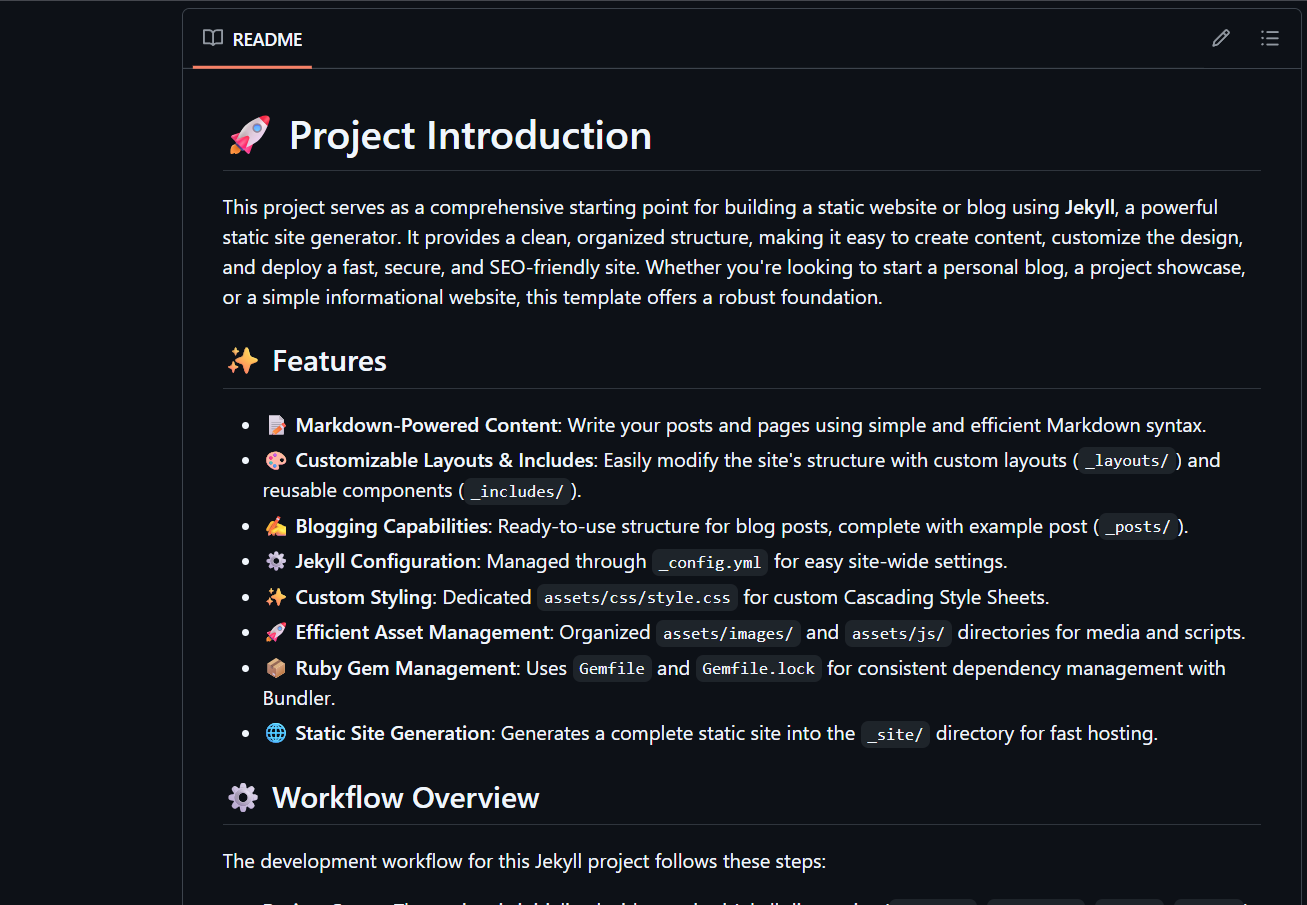 README
🚀 Project Introduction
This project serves as a comprehensive starting point for building a static website or blog using Jekyll, a powerful
static site generator. It provides a clean, organized structure, making it easy to create content, customize the design,
and deploy a fast, secure, and SEO-friendly site. Whether you're looking to start a personal blog, a project showcase,
or a simple informational website, this template offers a robust foundation.
✨ Features
• 📝 Markdown-Powered Content: Write your posts and pages using simple and efficient Markdown syntax.
• 🎨 Customizable Layouts & Includes: Easily modify the site's structure with custom layouts (_layouts/) and
reusable components (_includes/).
• ✍️ Blogging Capabilities: Ready-to-use structure for blog posts, complete with example post (_posts/).
• ⚙️ Jekyll Configuration: Managed through _config.yml for easy site-wide settings.
• ✨ Custom Styling: Dedicated assets/css/style.css for custom Cascading Style Sheets.
• 🚀 Efficient Asset Management: Organized assets/images/ and assets/js/ directories for media and scripts.
• 📦 Ruby Gem Management: Uses Gemfile and Gemfile.lock for consistent dependency management with
Bundler.
• 🌐 Static Site Generation: Generates a complete static site into the _site/ directory for fast hosting.
⚙️ Workflow Overview
The development workflow for this Jekyll project follows these steps: